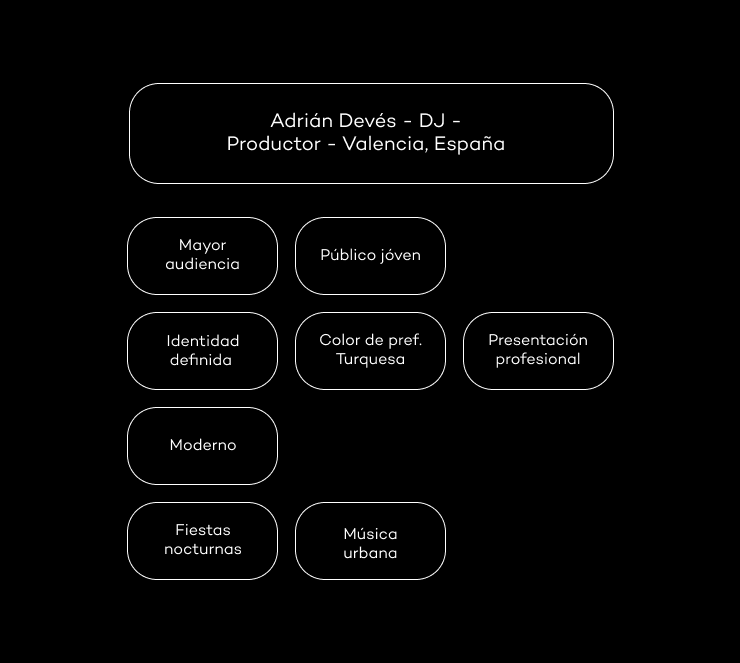 Adrián Devés - DJ -
Productor - Valencia, España
Mayor
audiencia
Público jóven
Identidad
definida
Color de pref.
Turquesa
Presentación
profesional
Moderno
Fiestas
nocturnas
Música
urbana